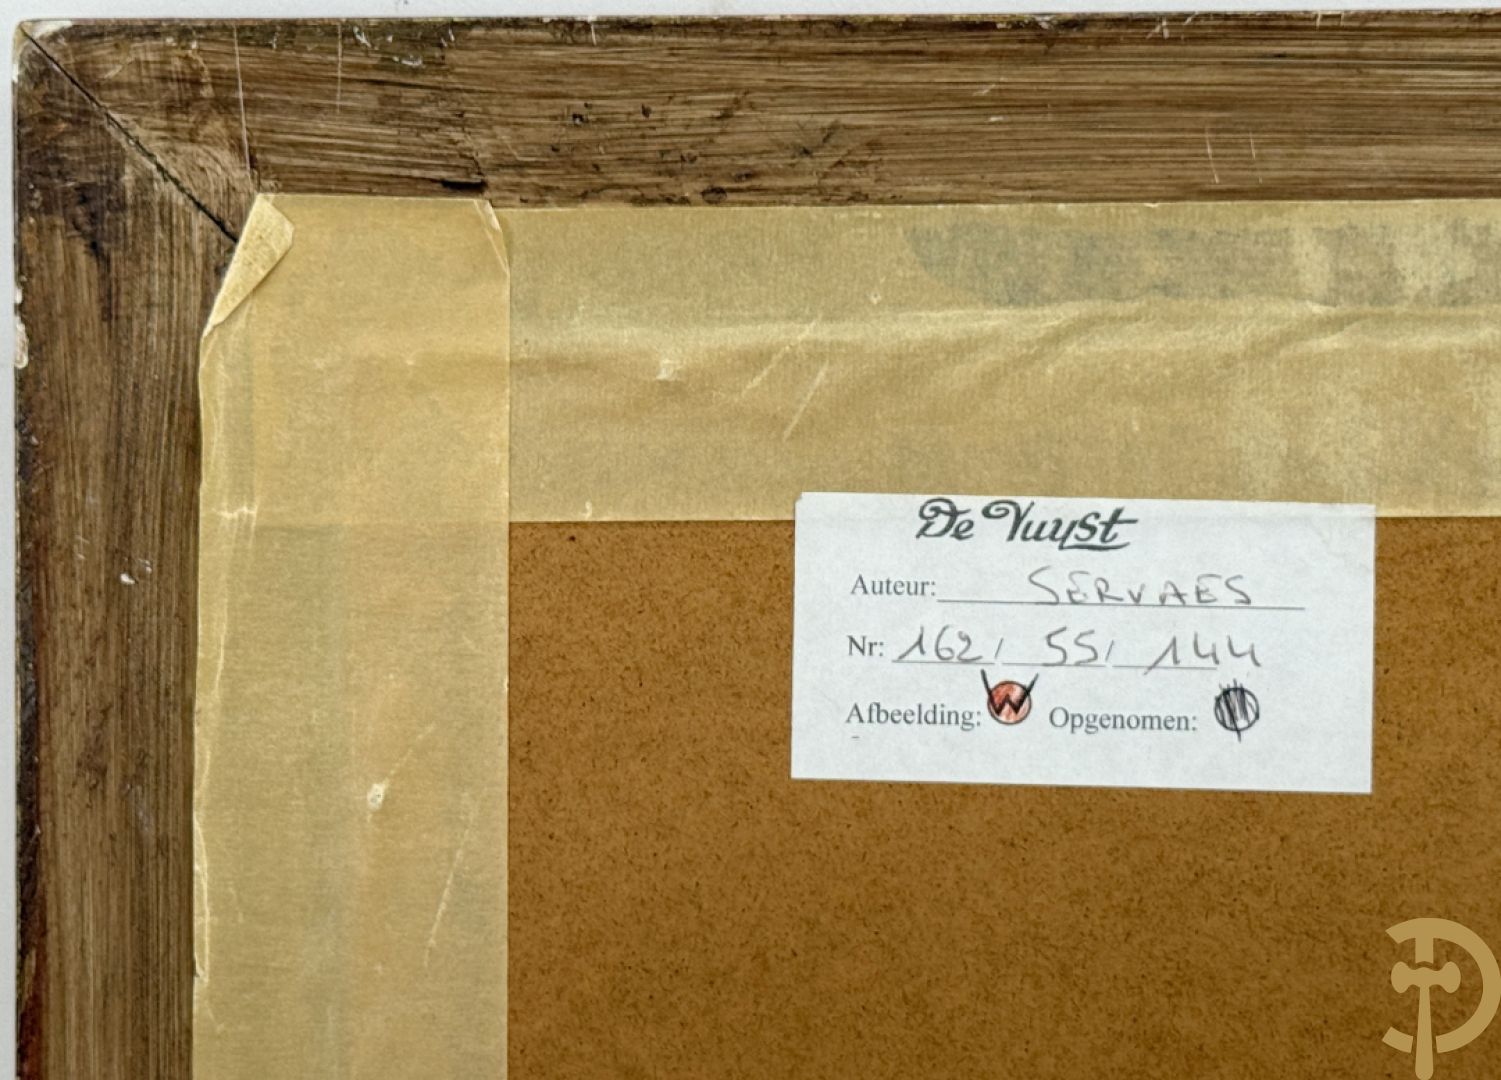 De Vuyst
Auteur: SERVAES
Nr: 162/ 55/ 144
Afbeelding: W Opgenomen: